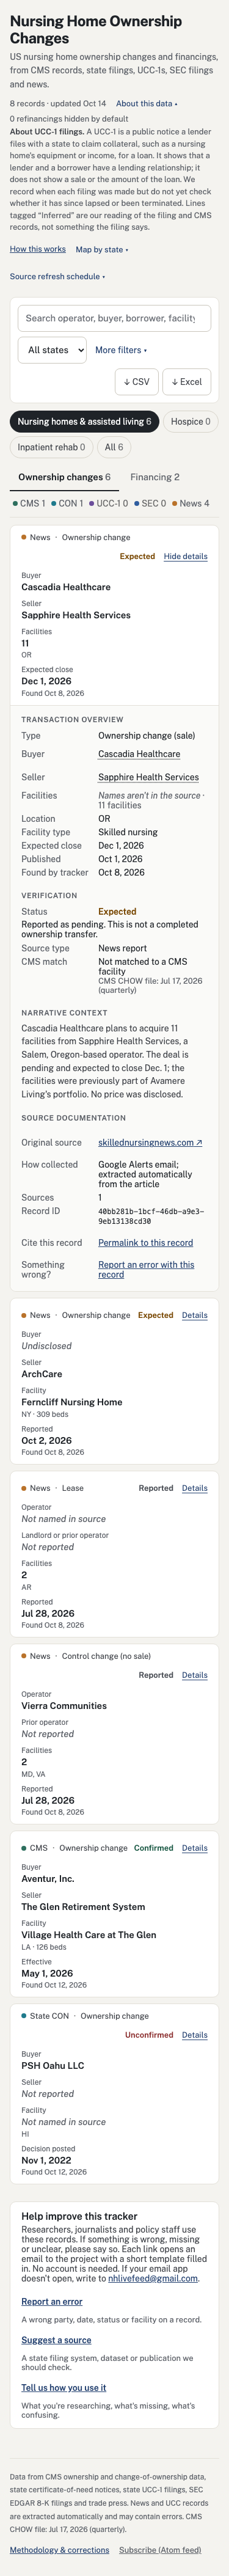 Nursing Home Ownership
Changes
US nursing home ownership changes and financings,
from CMS records, state filings, UCC-1s, SEC filings
and news.
8 records · updated Oct 14 About this data ▾
0 refinancings hidden by default
About UCC-1 filings. A UCC-1 is a public notice a lender
files with a state to claim collateral, such as a nursing
home's equipment or income, for a loan. It shows that a
lender and a borrower have a lending relationship; it
does not show a sale or the amount of the loan. We
record when each filing was made but do not yet check
whether it has since lapsed or been terminated. Lines
tagged “Inferred” are our reading of the filing and CMS
records, not something the filing says.
How this works Map by state ▾
Source refresh schedule ▾
Search operator, buyer, borrower, facility
All states More filters ▾
↓ CSV ↓ Excel
Nursing homes & assisted living 6 Hospice 0
Inpatient rehab 0 All 6
Ownership changes 6 Financing 2
CMS 1 CON 1 UCC-1 0 SEC 0 News 4
News · Ownership change
Expected Hide details
Buyer
Cascadia Healthcare
Seller
Sapphire Health Services
Facilities
11
OR
Expected close
Dec 1, 2026
Found Oct 8, 2026
TRANSACTION OVERVIEW
Type Ownership change (sale)
Buyer Cascadia Healthcare
Seller Sapphire Health Services
Facilities Names aren't in the source ·
11 facilities
Location OR
Facility type Skilled nursing
Expected close Dec 1, 2026
Published Oct 1, 2026
Found by tracker Oct 8, 2026
VERIFICATION
Status Expected
Reported as pending. This is not a completed
ownership transfer.
Source type News report
CMS match Not matched to a CMS
facility
CMS CHOW file: Jul 17, 2026
(quarterly)
NARRATIVE CONTEXT
Cascadia Healthcare plans to acquire 11
facilities from Sapphire Health Services, a
Salem, Oregon-based operator. The deal is
pending and expected to close Dec. 1; the
facilities were previously part of Avamere
Living's portfolio. No price was disclosed.
SOURCE DOCUMENTATION
Original source skillednursingnews.com ↗
How collected Google Alerts email;
extracted automatically
from the article
Sources 1
Record ID 40bb281b-1bcf-46db-a9e3-
9eb13138cd30
Cite this record Permalink to this record
Something
wrong?
Report an error with this
record
News · Ownership change Expected Details
Buyer
Undisclosed
Seller
ArchCare
Facility
Ferncliff Nursing Home
NY · 309 beds
Reported
Oct 2, 2026
Found Oct 8, 2026
News · Lease Reported Details
Operator
Not named in source
Landlord or prior operator
Not reported
Facilities
2
AR
Reported
Jul 28, 2026
Found Oct 8, 2026
News · Control change (no sale)
Reported Details
Operator
Vierra Communities
Prior operator
Not reported
Facilities
2
MD, VA
Reported
Jul 28, 2026
Found Oct 8, 2026
CMS · Ownership change Confirmed Details
Buyer
Aventur, Inc.
Seller
The Glen Retirement System
Facility
Village Health Care at The Glen
LA · 126 beds
Effective
May 1, 2026
Found Oct 12, 2026
State CON · Ownership change
Unconfirmed Details
Buyer
PSH Oahu LLC
Seller
Not reported
Facility
Not named in source
HI
Decision posted
Nov 1, 2022
Found Oct 12, 2026
Help improve this tracker
Researchers, journalists and policy staff use
these records. If something is wrong, missing
or unclear, please say so. Each link opens an
email to the project with a short template filled
in. No account is needed. If your email app
doesn't open, write to nhlivefeed@gmail.com.
Report an error
A wrong party, date, status or facility on a record.
Suggest a source
A state filing system, dataset or publication we
should check.
Tell us how you use it
What you're researching, what's missing, what's
confusing.
Data from CMS ownership and change-of-ownership data,
state certificate-of-need notices, state UCC-1 filings, SEC
EDGAR 8-K filings and trade press. News and UCC records
are extracted automatically and may contain errors. CMS
CHOW file: Jul 17, 2026 (quarterly).
Methodology & corrections Subscribe (Atom feed)